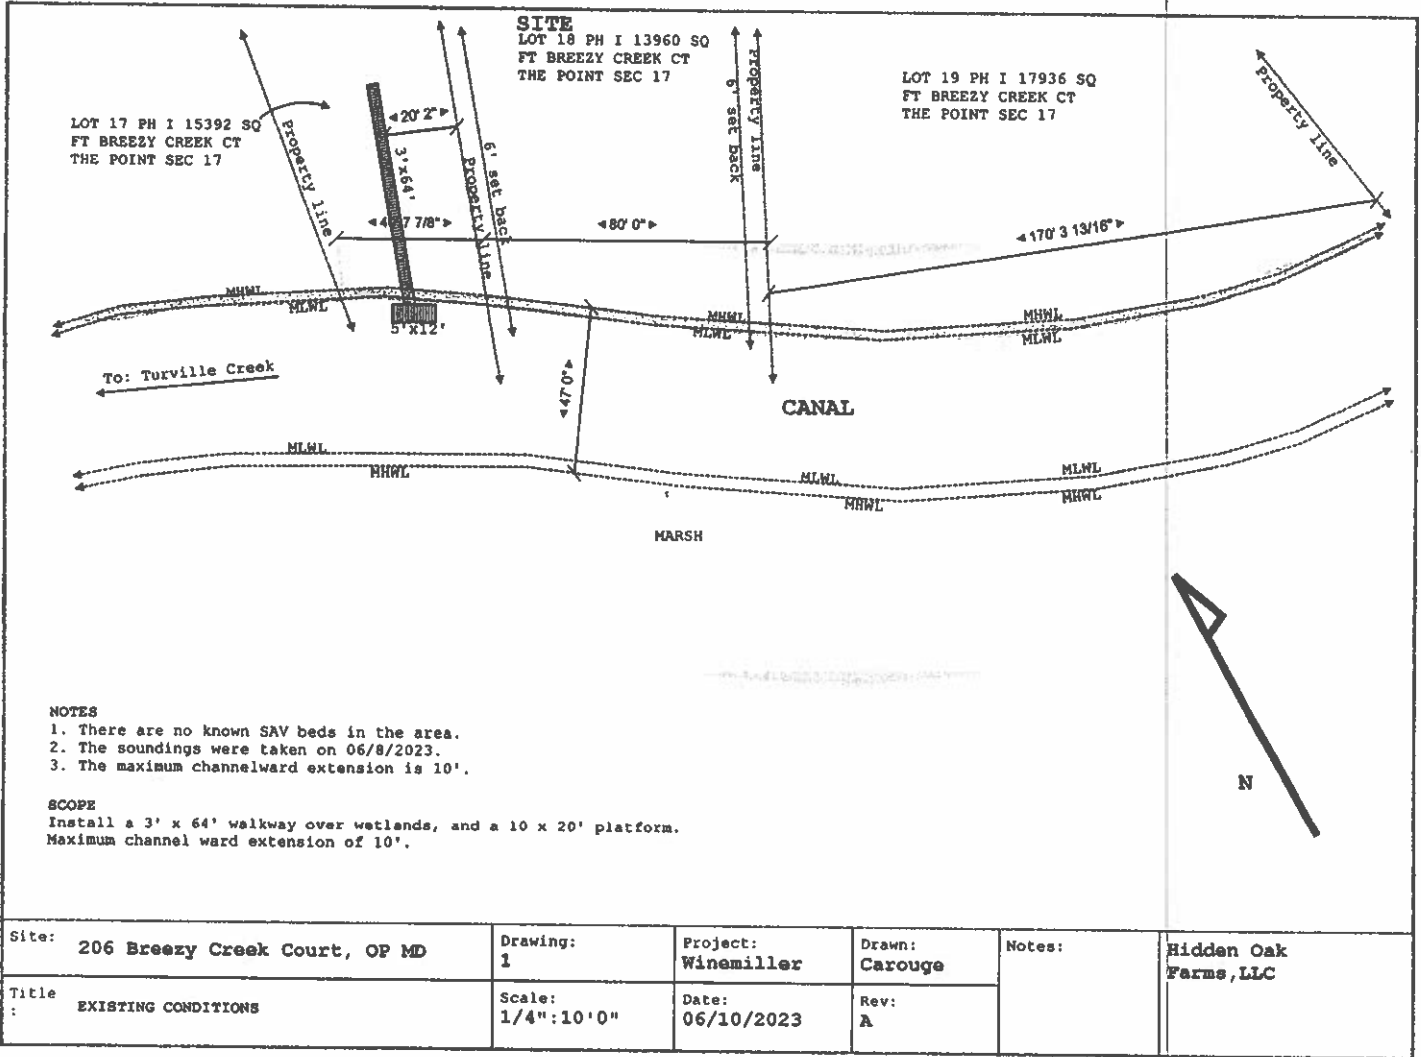 SITE
LOT 18 PH I 13960 SQ
FT BREEZY CREEK CT
THE POINT SEC 17
LOT 19 PH I 17936 SQ
FT BREEZY CREEK CT
THE POINT SEC 17
LOT 17 PH I 15392 SQ
FT BREEZY CREEK CT
THE POINT SEC 17
Property line
20' 2"
3'x64'
Property line
6' set back
6' set back
Property line
Property line
7 7/8"
80' 0"
170' 3 13/16"
MHWL
MLWL
5'x12'
MHWL
MLWL
MHWL
MLWL
To: Turville Creek
47'0"
CANAL
MLWL
MHWL
MLWL
MHWL
MLWL
MHWL
MARSH
N
NOTES
1. There are no known SAV beds in the area.
2. The soundings were taken on 06/8/2023.
3. The maximum channelward extension is 10'.
SCOPE
Install a 3' x 64' walkway over wetlands, and a 10 x 20' platform.
Maximum channel ward extension of 10'.
Site: 206 Breezy Creek Court, OP MD
Drawing:
1
Project:
Winemiller
Drawn:
Carouge
Notes:
Hidden Oak
Farms,LLC
Title
:
EXISTING CONDITIONS
Scale:
1/4":10'0"
Date:
06/10/2023
Rev:
A